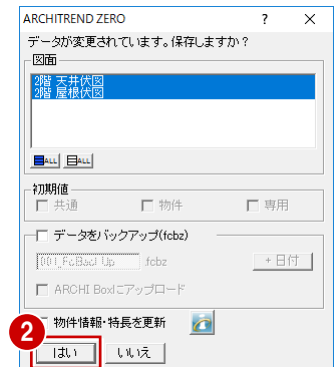 ARCHITREND ZERO ? ×
データが変更されています。保存しますか?
図面
2階 天井伏図
2階 屋根伏図
ALL ALL
初期値
共通 物件 専用
データをバックアップ(fcbz)
fcbz +日付
ARCHI Boxにアップロード
2 物件情報・特長を更新
はい いいえ